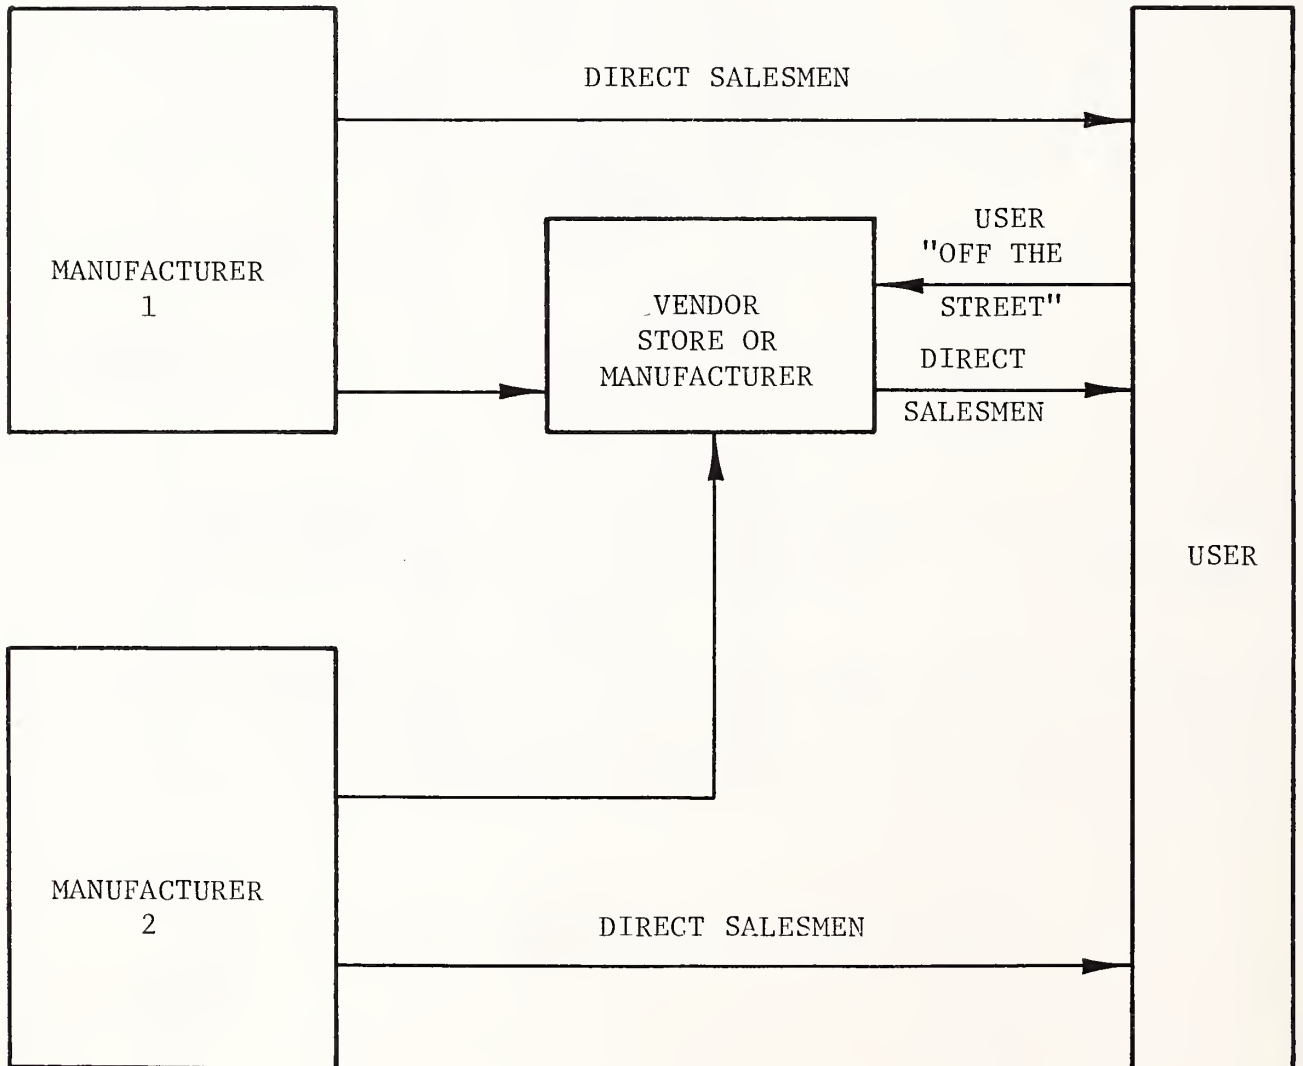 DIRECT SALESMEN
MANUFACTURER
1
VENDOR
STORE OR
MANUFACTURER
USER
"OFF THE
STREET"
DIRECT
SALESMEN
USER
MANUFACTURER
2
DIRECT SALESMEN